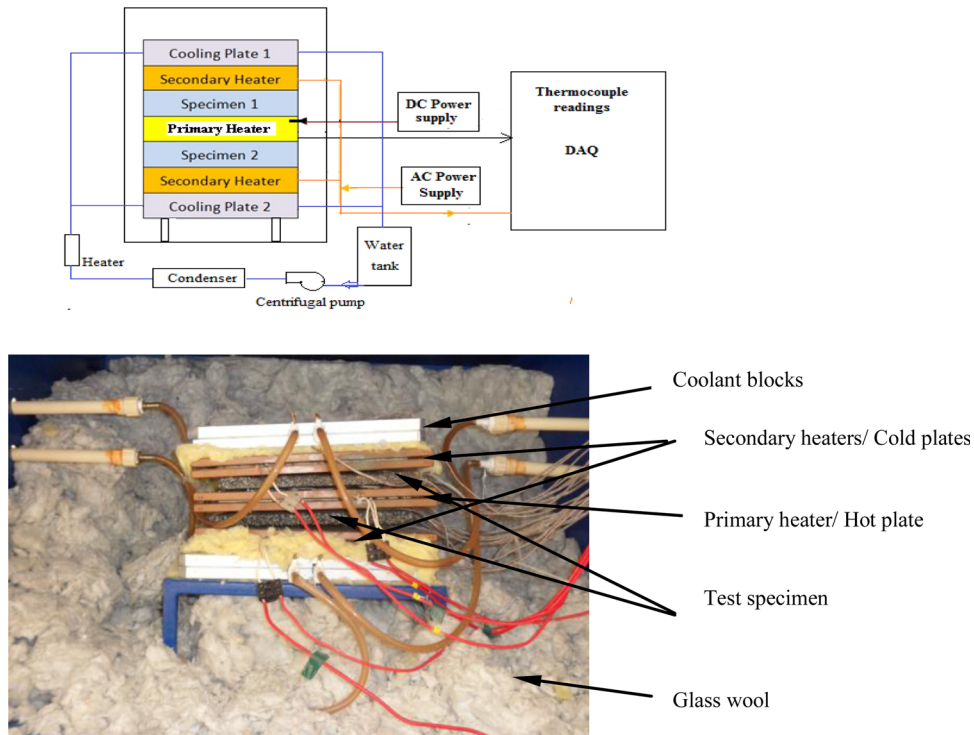 Cooling Plate 1
Secondary Heater
Specimen 1
Primary Heater
Specimen 2
Secondary Heater
Cooling Plate 2
DC Power
supply
AC Power
Supply
Thermocouple
readings
DAQ
Heater
Condenser
Centrifugal pump
Water
tank
Coolant blocks
Secondary heaters/ Cold plates
Primary heater/ Hot plate
Test specimen
Glass wool